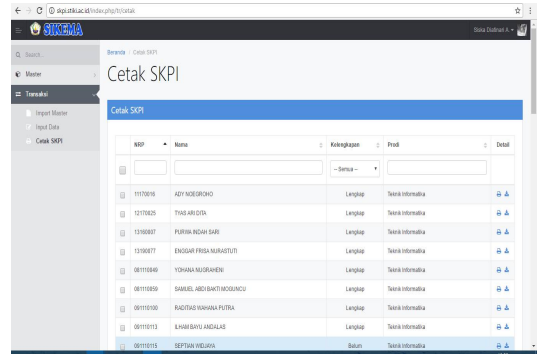 skpi.stiki.ac.id/index.php/tr/cetak
SIKEMA
Siska Diatinari A.
Search...
Master
Transaksi
Import Master
Input Data
Cetak SKPI
Beranda / Cetak SKPI
Cetak SKPI
Cetak SKPI
NRP Nama Kelengkapan Prodi Detail
-- Semua --
11170016 ADY NOEGROHO Lengkap Teknik Informatika
12170025 TYAS ARI DITA Lengkap Teknik Informatika
13160007 PURWA INDAH SARI Lengkap Teknik Informatika
13190077 ENGGAR FRISA NURASTUTI Lengkap Teknik Informatika
081110049 YOHANA NUGRAHENI Lengkap Teknik Informatika
081110059 SAMUEL ABDI BAKTI MOGUNCU Lengkap Teknik Informatika
091110100 RADITIAS WAHANA PUTRA Lengkap Teknik Informatika
091110113 ILHAM BAYU ANDALAS Lengkap Teknik Informatika
091110115 SEPTIAN WIDJAYA Belum Teknik Informatika